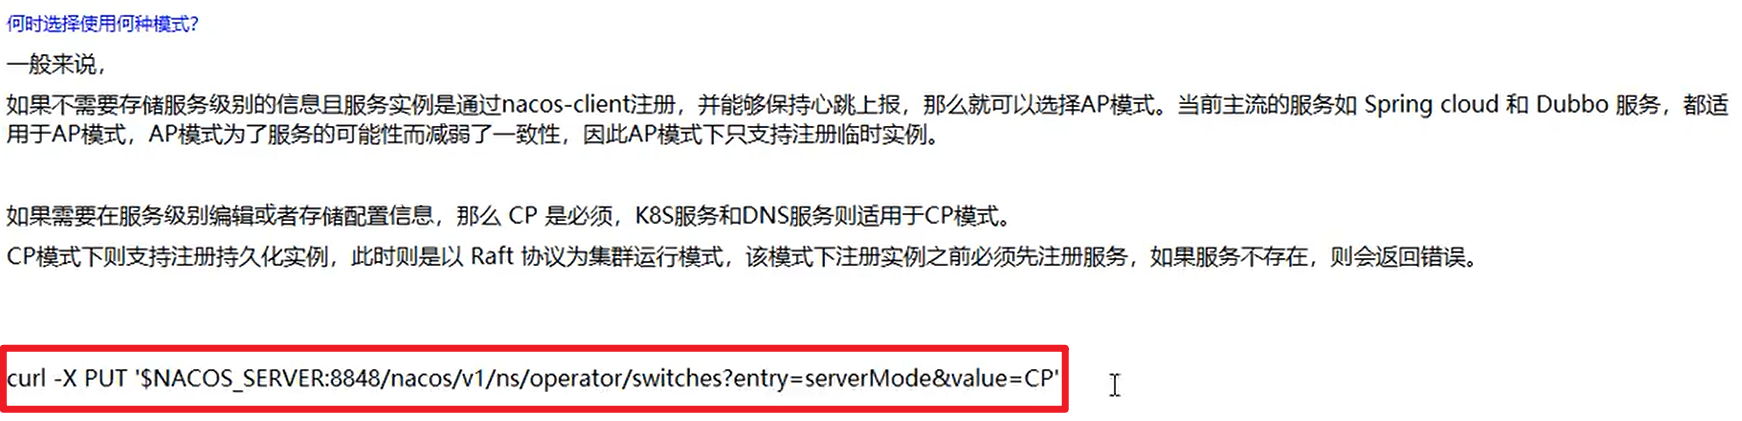 何时选择使用何种模式?
一般来说，
如果不需要存储服务级别的信息且服务实例是通过nacos-client注册，并能够保持心跳上报，那么就可以选择AP模式。当前主流的服务如 Spring cloud 和 Dubbo 服务，都适
用于AP模式，AP模式为了服务的可能性而减弱了一致性，因此AP模式下只支持注册临时实例。
如果需要在服务级别编辑或者存储配置信息，那么 CP 是必须，K8S服务和DNS服务则适用于CP模式。
CP模式下则支持注册持久化实例，此时则是以 Raft 协议为集群运行模式，该模式下注册实例之前必须先注册服务，如果服务不存在，则会返回错误。
curl -X PUT '$NACOS_SERVER:8848/nacos/v1/ns/operator/switches?entry=serverMode&value=CP'